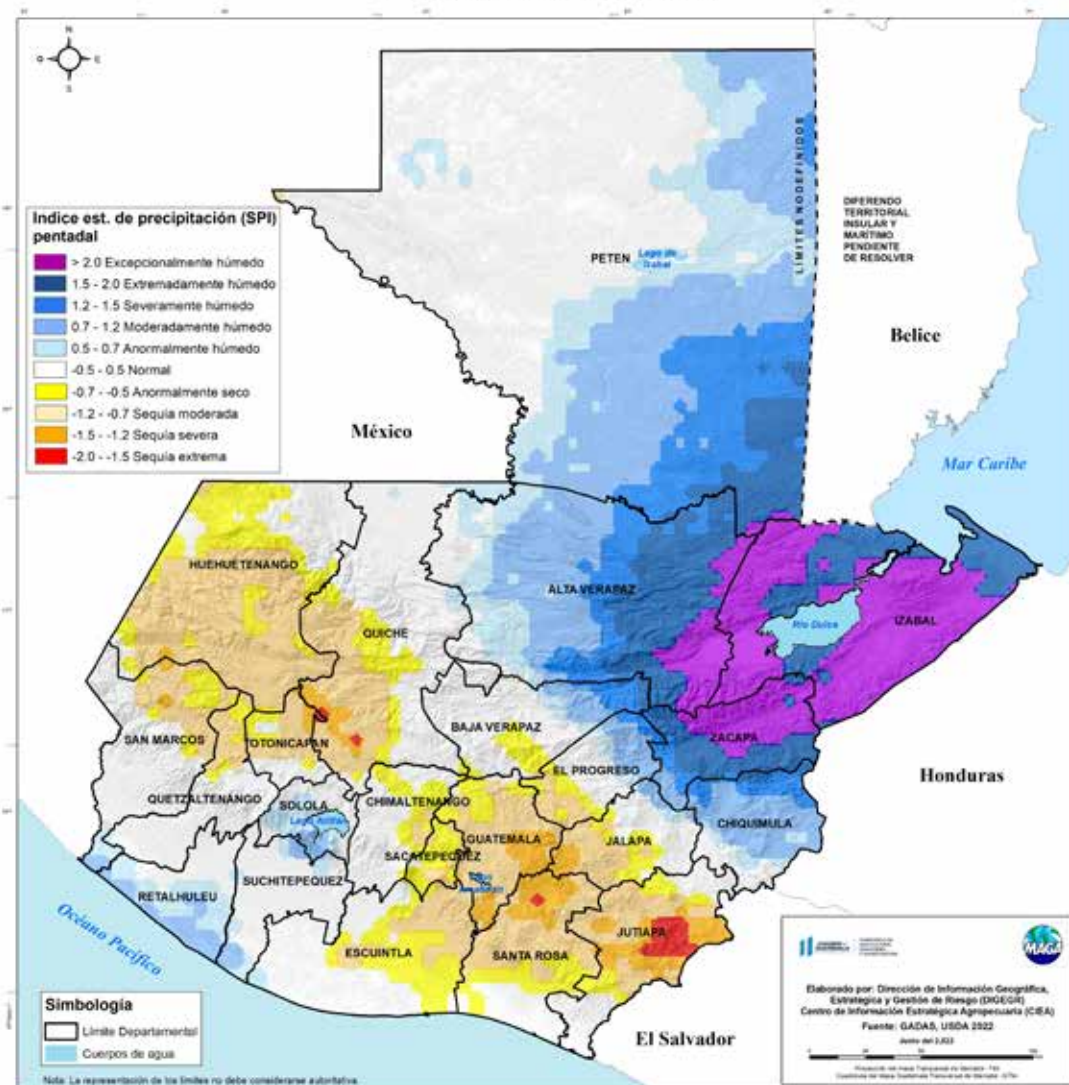 N
O E
S
Indice est. de precipitación (SPI)
pentadal
> 2.0 Excepcionalmente húmedo
1.5 - 2.0 Extremadamente húmedo
1.2 - 1.5 Severamente húmedo
0.7 - 1.2 Moderadamente húmedo
0.5 - 0.7 Anormalmente húmedo
-0.5 - 0.5 Normal
-0.7 - -0.5 Anormalmente seco
-1.2 - -0.7 Sequía moderada
-1.5 - -1.2 Sequía severa
-2.0 - -1.5 Sequía extrema
LÍMITES NO DEFINIDOS
DIFERENDO
TERRITORIAL
INSULAR Y
MARÍTIMO
PENDIENTE
DE RESOLVER
PETEN
Lago de
Izabal
Belice
México
Mar Caribe
HUEHUETENANGO
QUICHE
ALTA VERAPAZ
Río Dulce
IZABAL
SAN MARCOS
TOTONICAPAN
BAJA VERAPAZ
ZACAPA
EL PROGRESO
Honduras
QUETZALTENANGO
SOLOLA
CHIMALTENANGO
GUATEMALA
JALAPA
CHIQUIMULA
SACATEPEQUEZ
SUCHITEPEQUEZ
RETALHULEU
Océano Pacífico
ESCUINTLA
SANTA ROSA
JUTIAPA
El Salvador
Simbología
Límite Departamental
Cuerpos de agua
MAGA
Elaborado por: Dirección de Información Geográfica,
Estratégica y Gestión de Riesgo (DIGEGR)
Centro de Información Estratégica Agropecuaria (CIEA)
Fuente: GADAS, USDA 2022
Junio del 2,022
Nota: La representación de los límites no debe considerarse autoritativa.